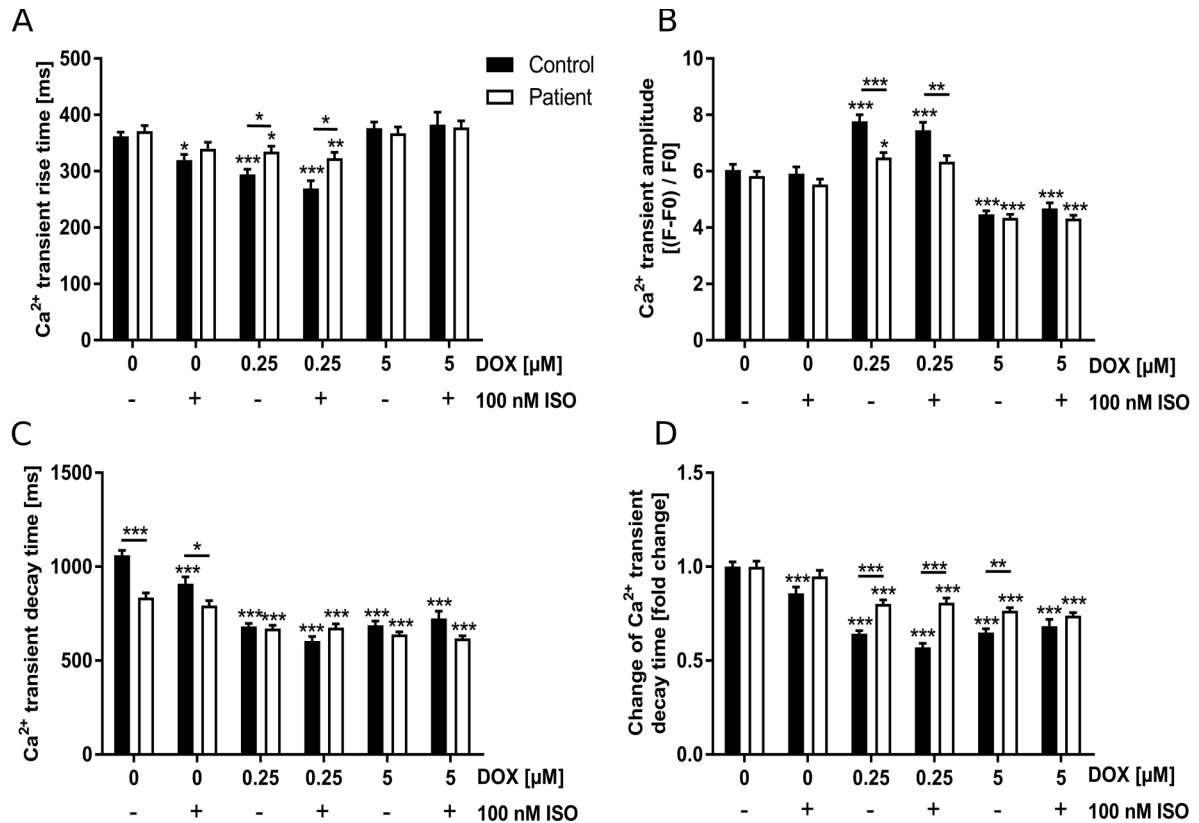 A
Ca2+ transient rise time [ms]
500
400
300
200
100
0
Control
Patient
* *** * * *** * **
0 0 0.25 0.25 5 5 DOX [µM]
- + - + - + 100 nM ISO
B
Ca2+ transient amplitude
[(F-F0) / F0]
10
8
6
4
2
0
*** *** * *** ** *** *** *** ***
0 0 0.25 0.25 5 5 DOX [µM]
- + - + - + 100 nM ISO
C
Ca2+ transient decay time [ms]
1500
1000
500
0
*** *** * *** *** *** *** *** *** *** ***
0 0 0.25 0.25 5 5 DOX [µM]
- + - + - + 100 nM ISO
D
Change of Ca2+ transient
decay time [fold change]
1.5
1.0
0.5
0.0
*** *** *** *** *** *** *** *** ** *** *** ***
0 0 0.25 0.25 5 5 DOX [µM]
- + - + - + 100 nM ISO